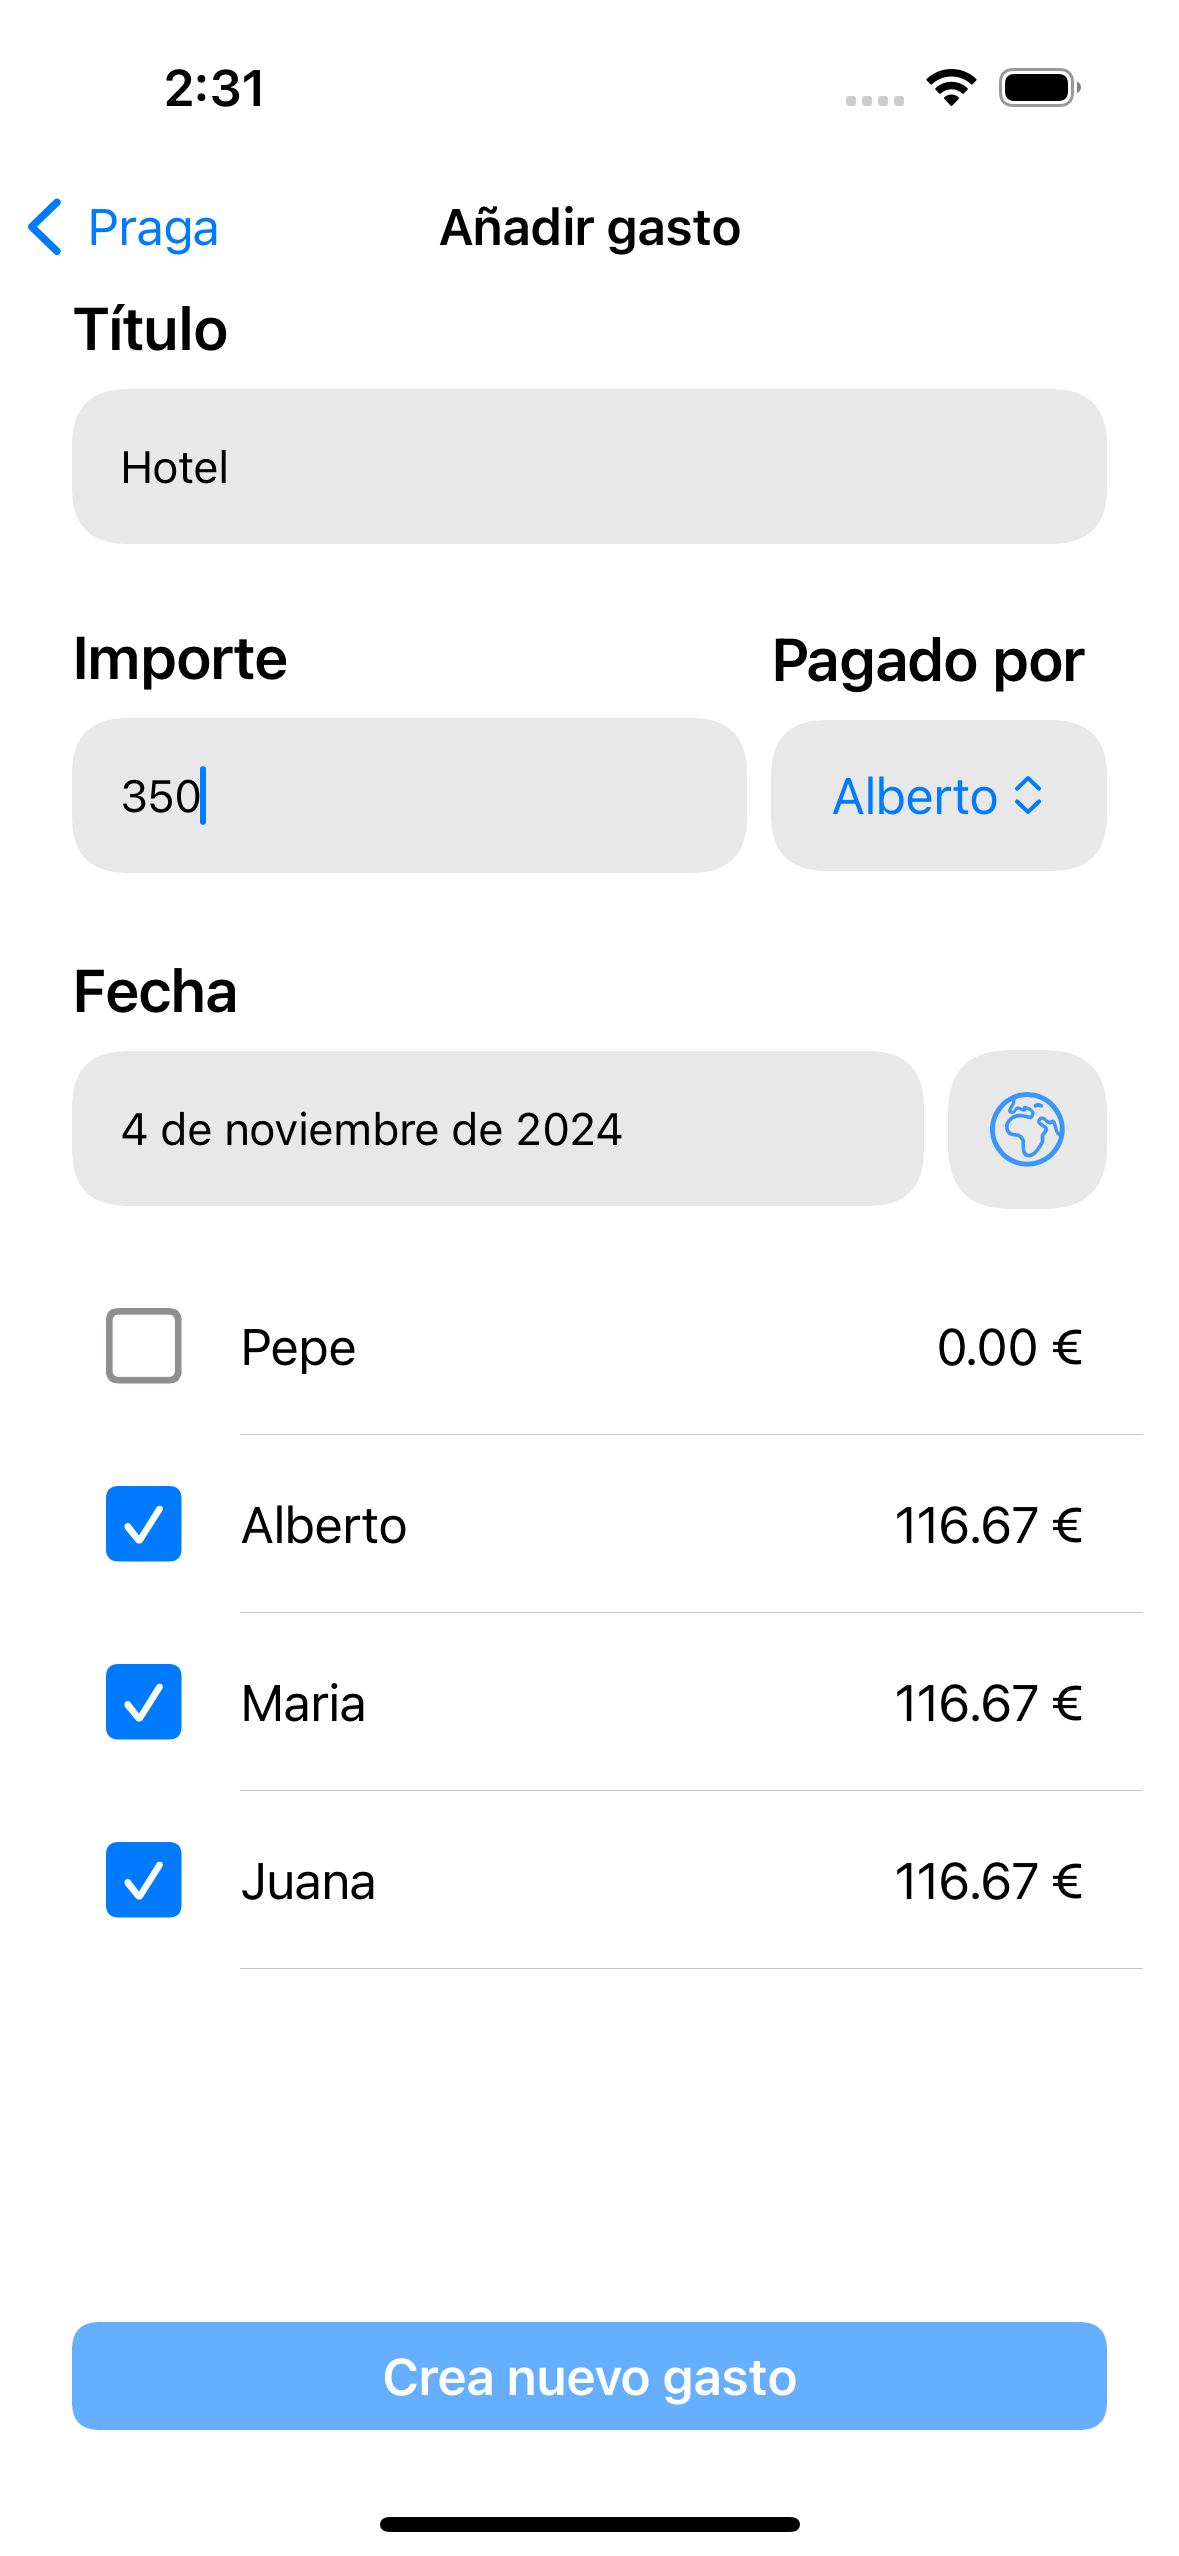 2:31
Praga
Añadir gasto
Título
Hotel
Importe
Pagado por
350
Alberto
Fecha
4 de noviembre de 2024
Pepe 0.00 €
Alberto 116.67 €
Maria 116.67 €
Juana 116.67 €
Crea nuevo gasto